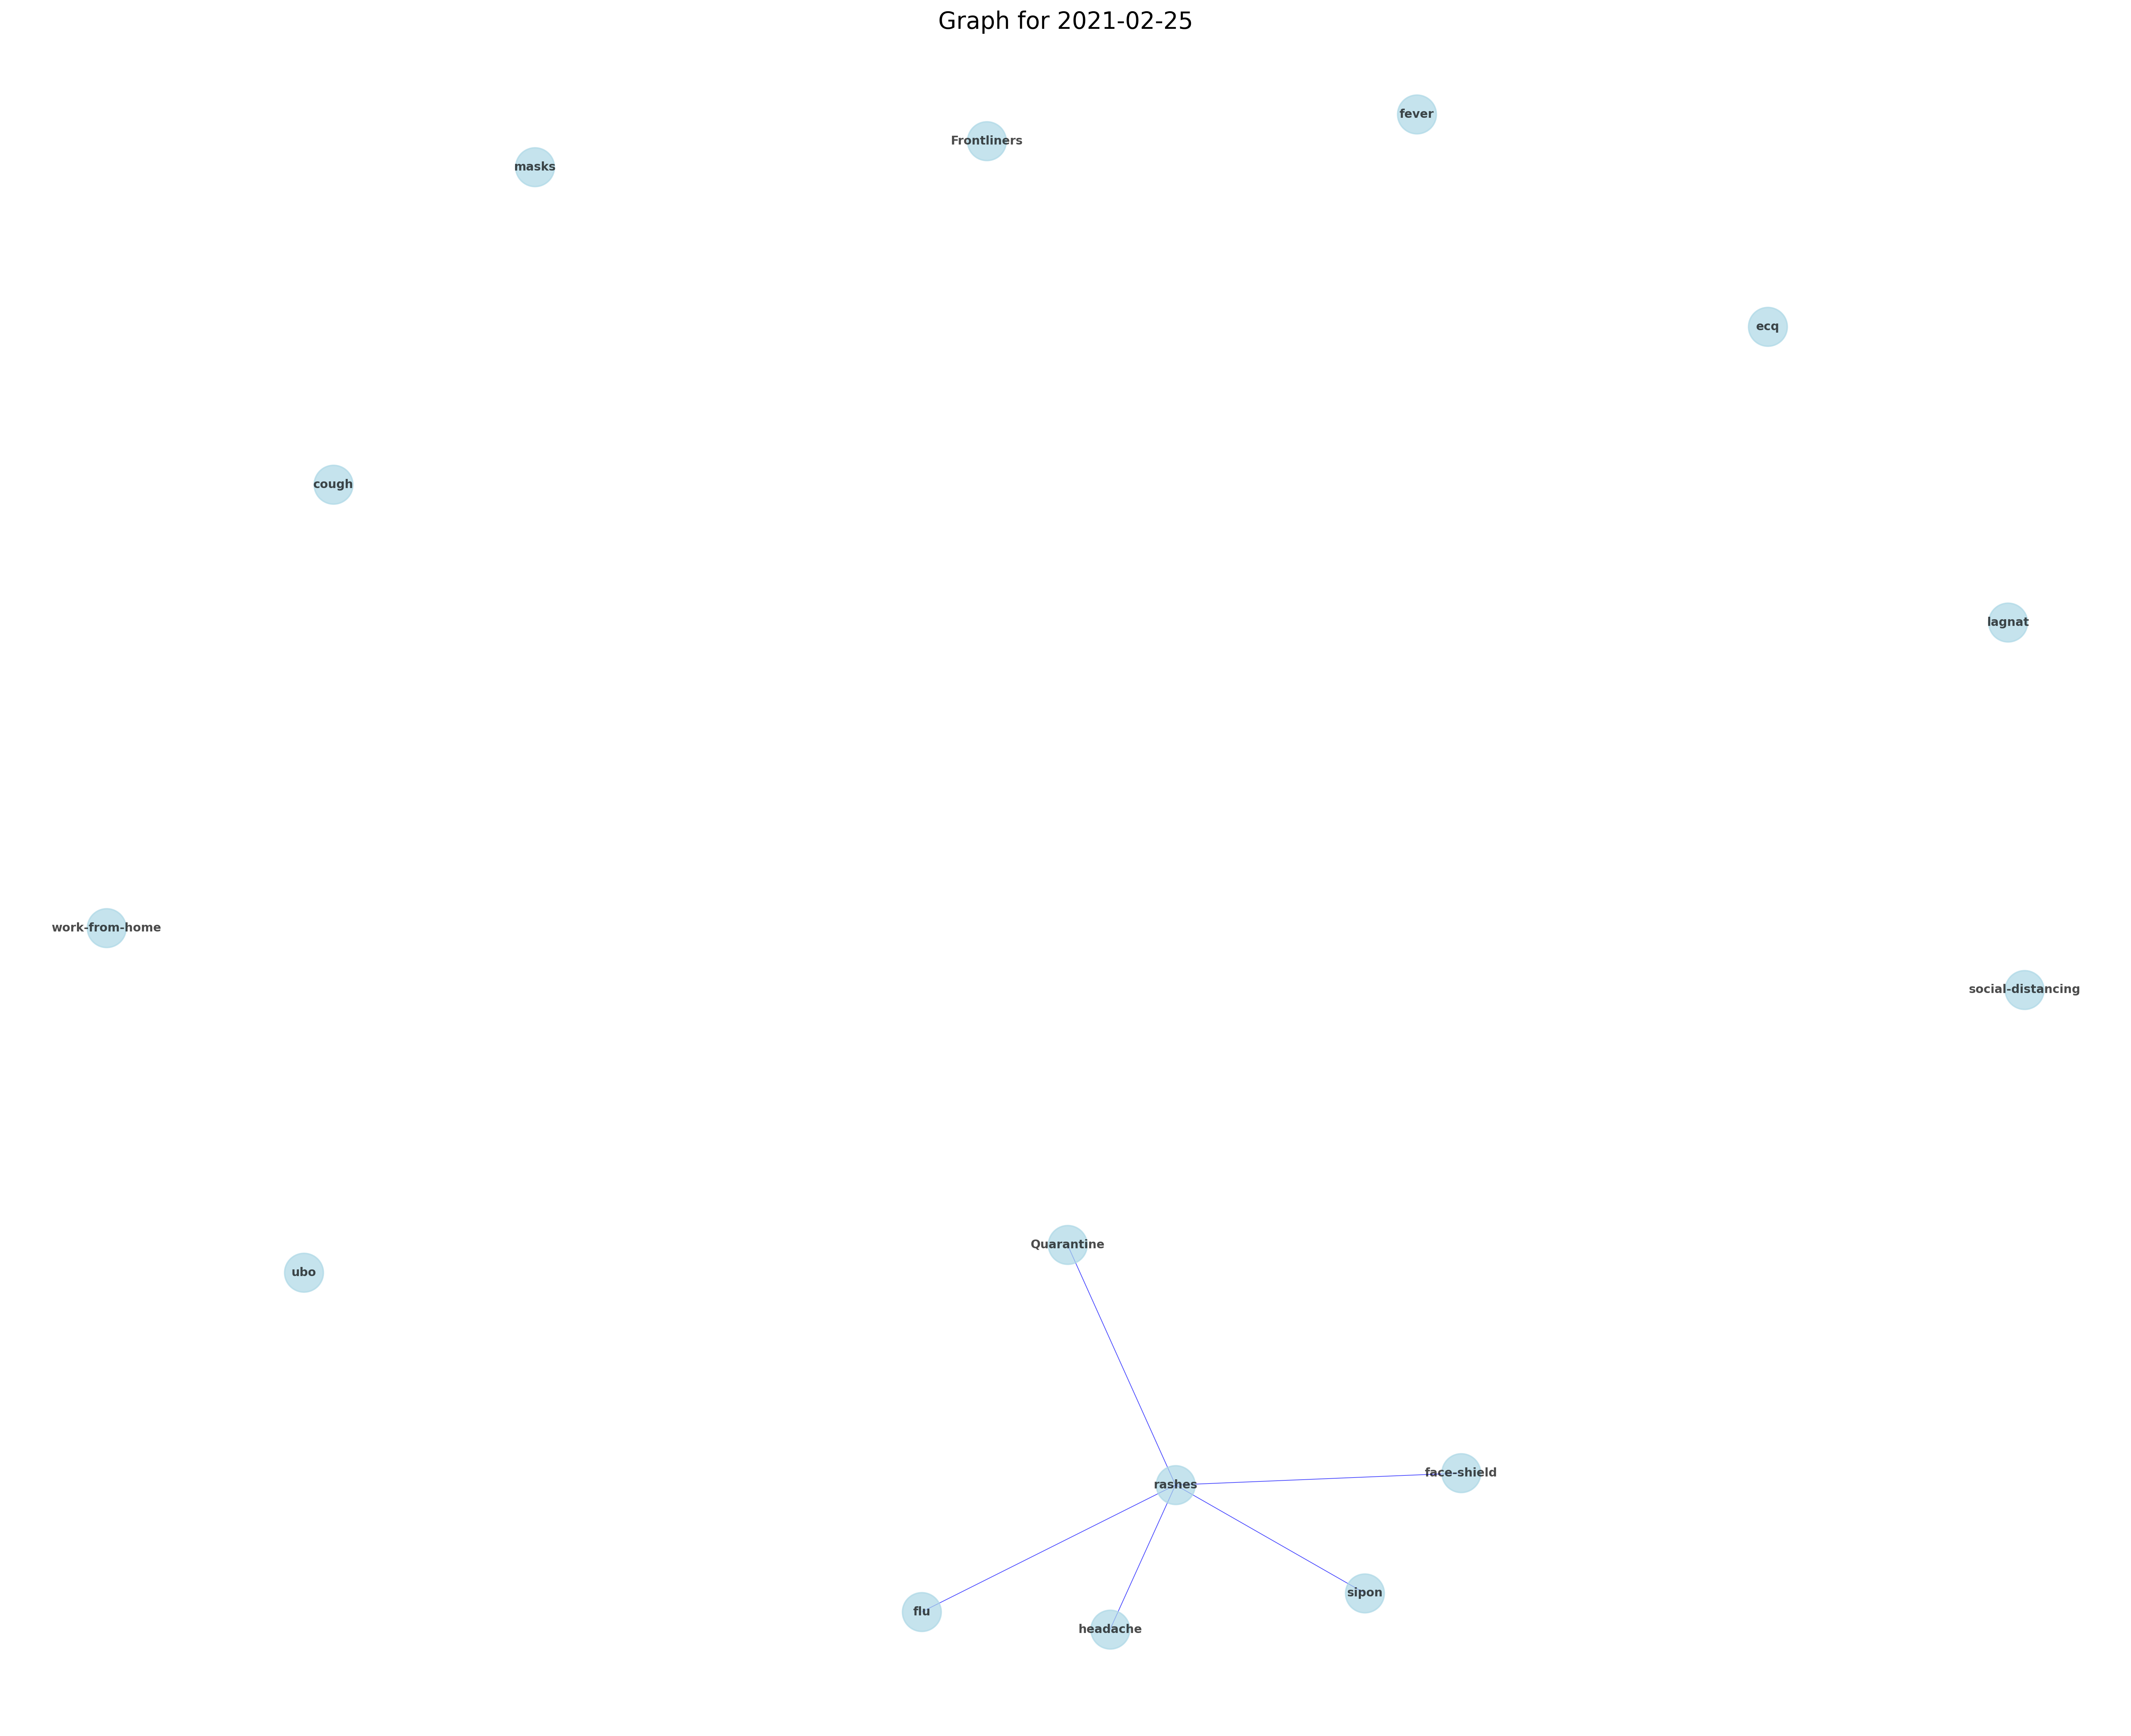 Graph for 2021-02-25
fever
Frontliners
masks
ecq
cough
lagnat
work-from-home
social-distancing
Quarantine
ubo
face-shield
rashes
sipon
flu
headache